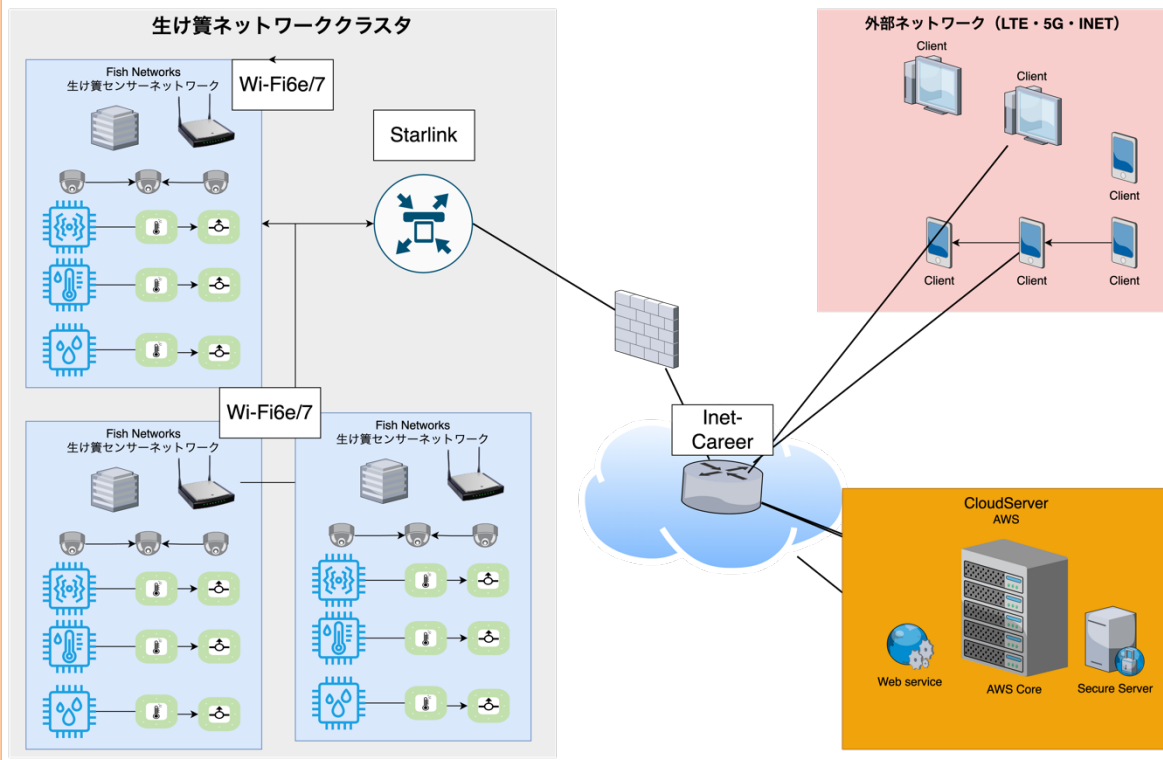 生け簀ネットワーククラスタ
Fish Networks
生け簀センサーネットワーク
Wi-Fi6e/7
Starlink
Wi-Fi6e/7
Fish Networks
生け簀センサーネットワーク
Fish Networks
生け簀センサーネットワーク
外部ネットワーク（LTE・5G・INET）
Client
Client
Client
Client
Client
Client
Inet-
Career
CloudServer
AWS
Web service
AWS Core
Secure Server